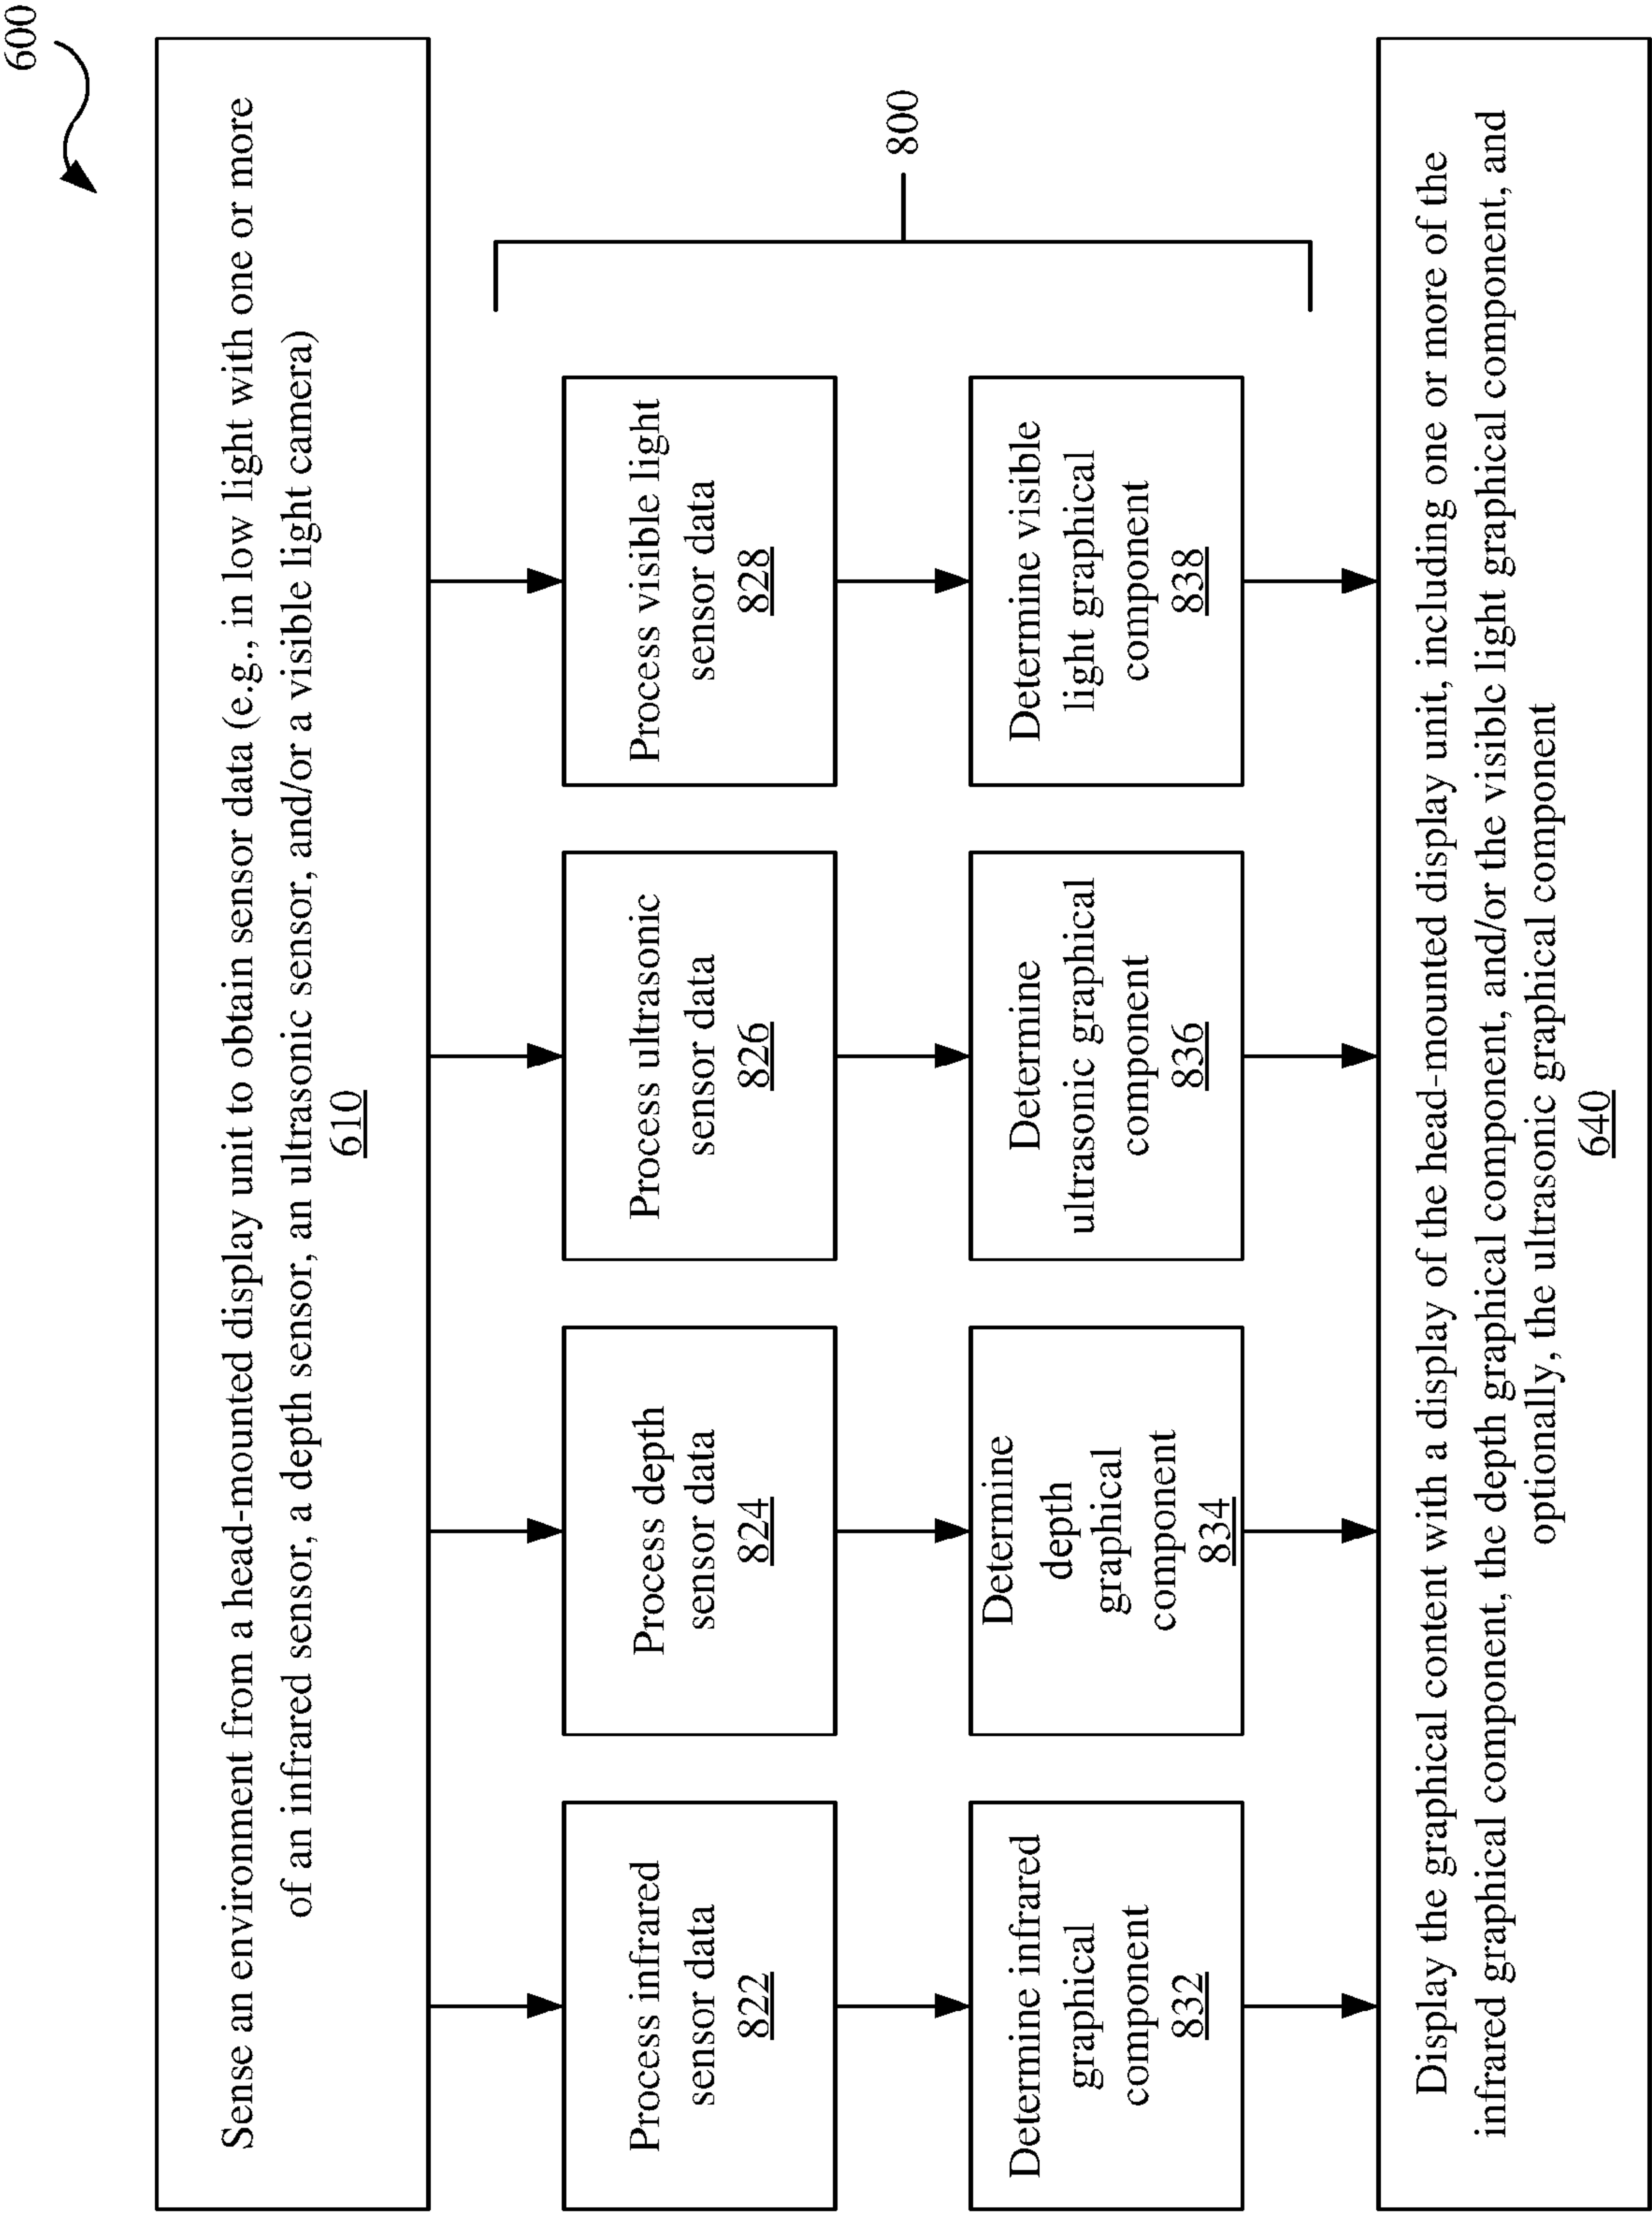 600
Sense an environment from a head-mounted display unit to obtain sensor data (e.g., in low light with one or more
of an infrared sensor, a depth sensor, an ultrasonic sensor, and/or a visible light camera)
610
Process infrared
sensor data
822
Process depth
sensor data
824
Process ultrasonic
sensor data
826
Process visible light
sensor data
828
800
Determine infrared
graphical
component
832
Determine
depth
graphical
component
834
Determine
ultrasonic graphical
component
836
Determine visible
light graphical
component
838
Display the graphical content with a display of the head-mounted display unit, including one or more of the
infrared graphical component, the depth graphical component, and/or the visible light graphical component, and
optionally, the ultrasonic graphical component
640